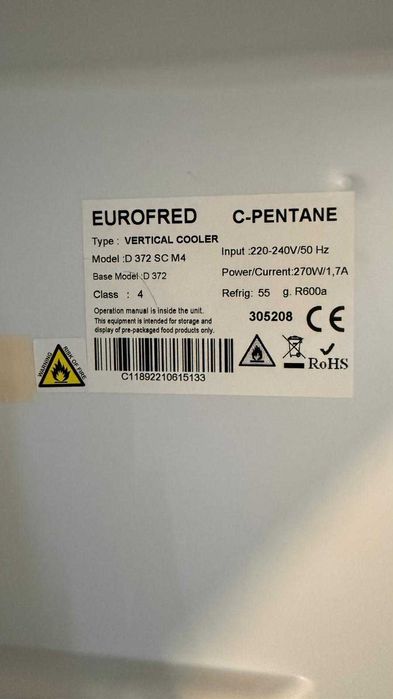 EUROFRED C-PENTANE
Type : VERTICAL COOLER
Input :220-240V/50 Hz
Model :D 372 SC M4
Power/Current:270W/1,7A
Base Model :D 372
Class : 4
Refrig: 55 g. R600a
Operation manual is inside the unit.
This equipment is intended for storage and
display of pre-packaged food products only.
305208 CE
RoHS
C11892210615133
WARNING RISK OF FIRE